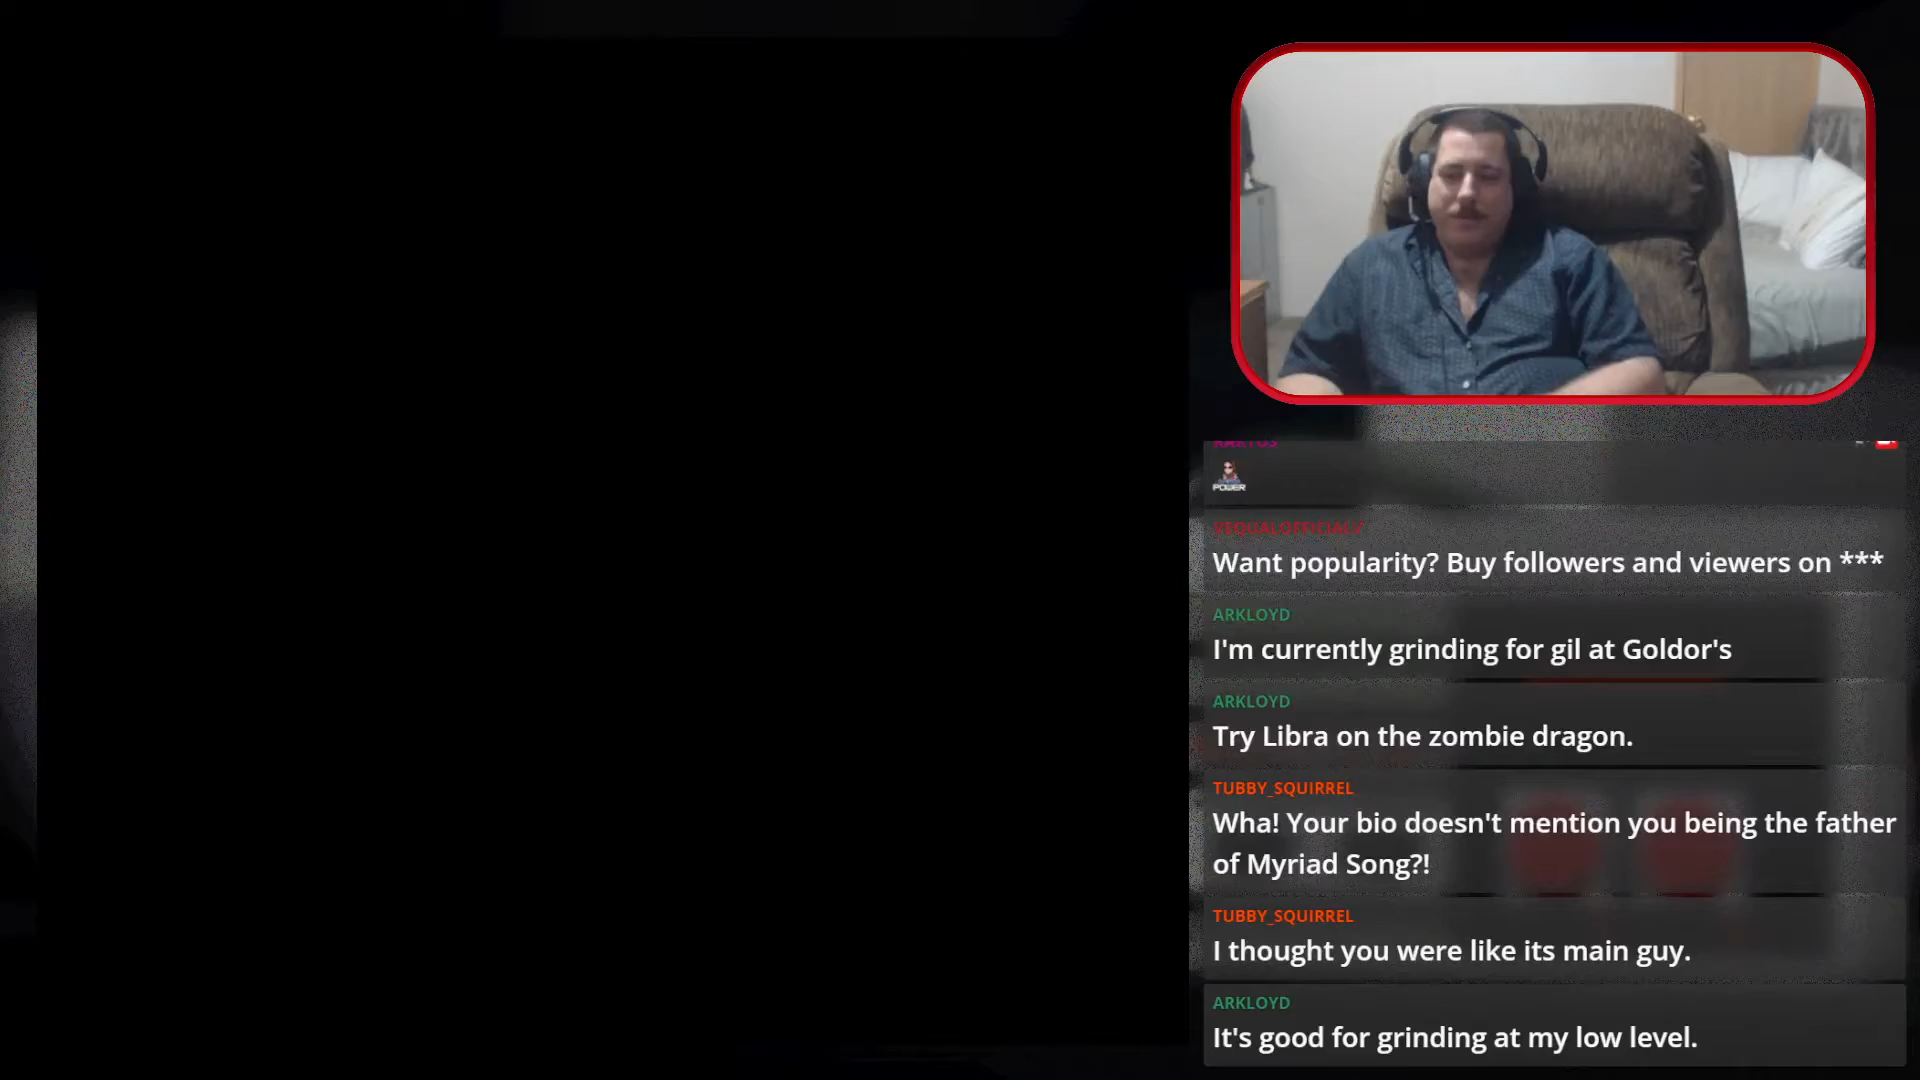 POWER
VEQUALOFFICIALZ
Want popularity? Buy followers and viewers on ***
ARKLOYD
I'm currently grinding for gil at Goldor's
ARKLOYD
Try Libra on the zombie dragon.
TUBBY_SQUIRREL
Wha! Your bio doesn't mention you being the father
of Myriad Song?!
TUBBY_SQUIRREL
I thought you were like its main guy.
ARKLOYD
It's good for grinding at my low level.